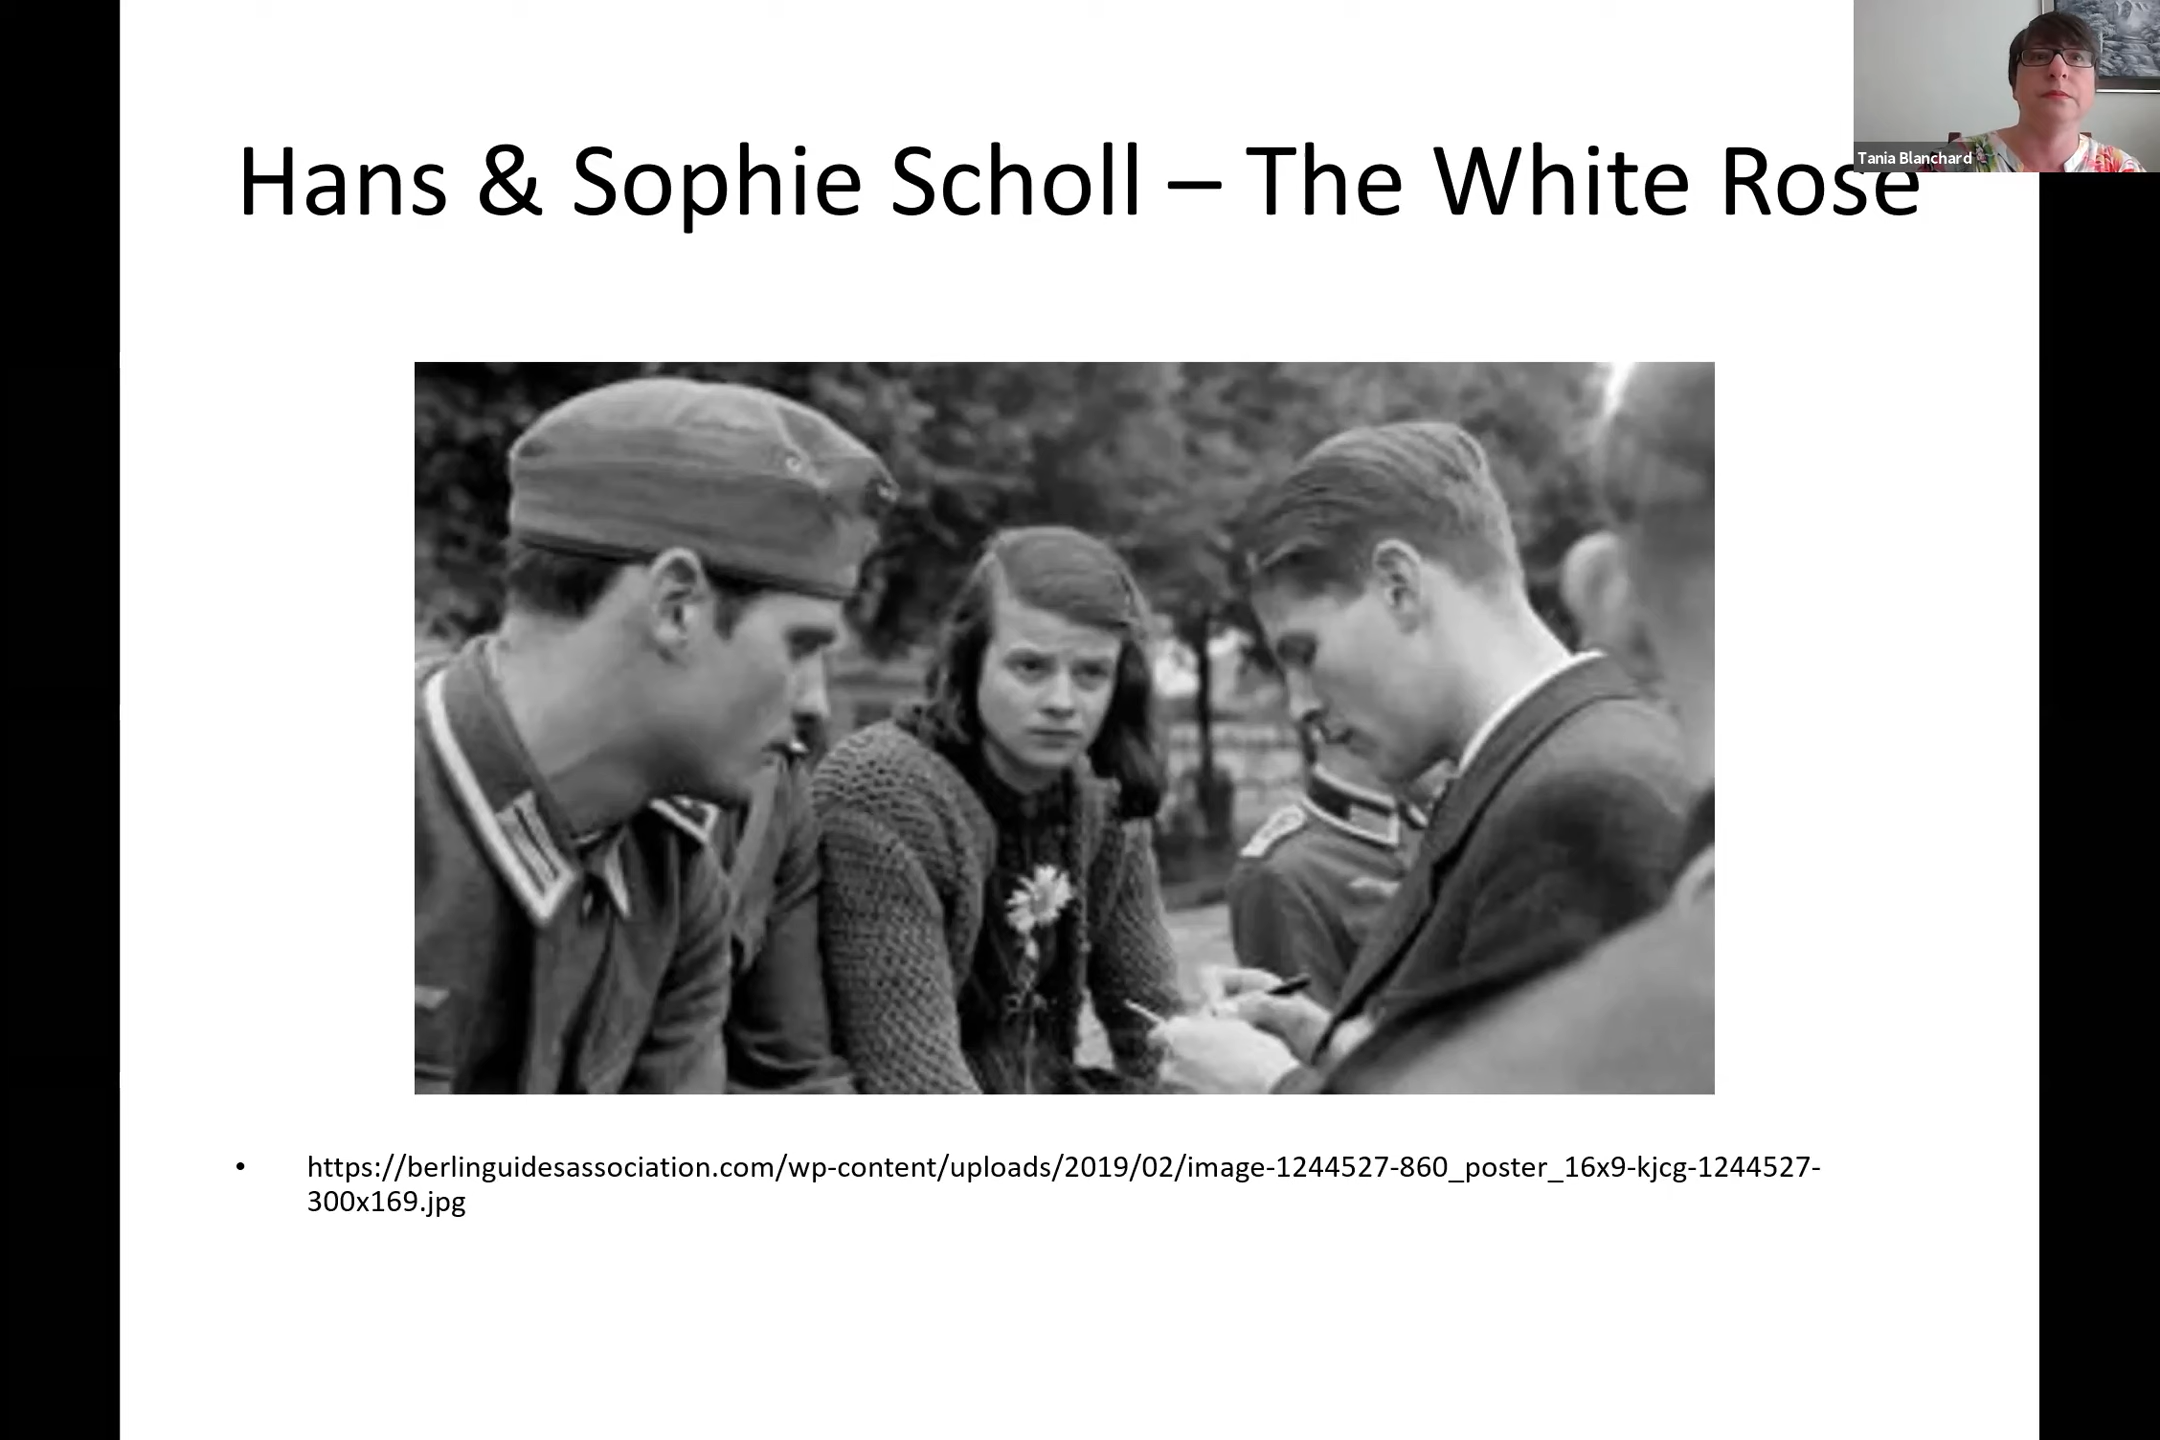 Hans & Sophie Scholl – The White Rose
Tania Blanchard
• https://berlinguidesassociation.com/wp-content/uploads/2019/02/image-1244527-860_poster_16x9-kjcg-1244527-
300x169.jpg